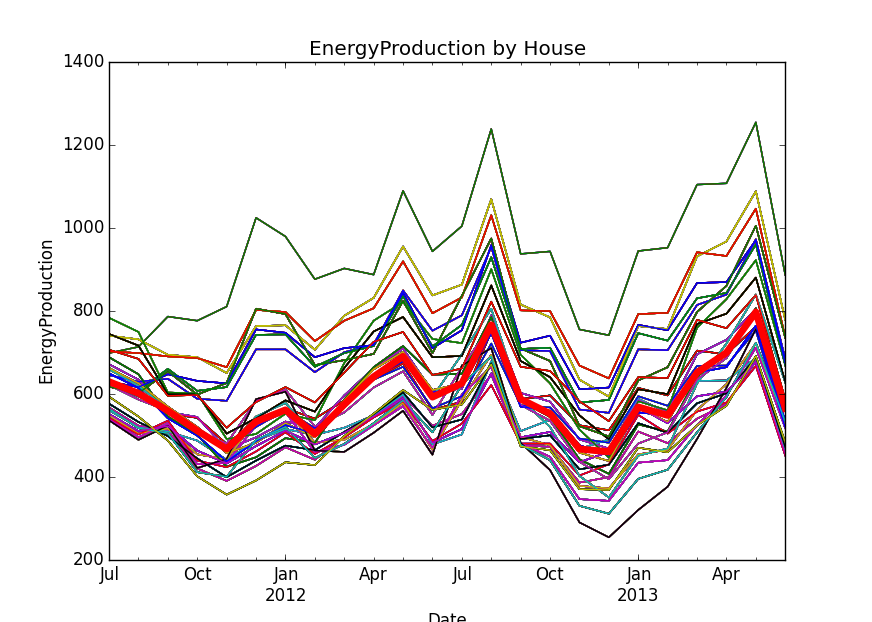 EnergyProduction by House
1400
1200
1000
800
600
400
200
EnergyProduction
Jul Oct Jan Apr Jul Oct Jan Apr
2012 2013
Date